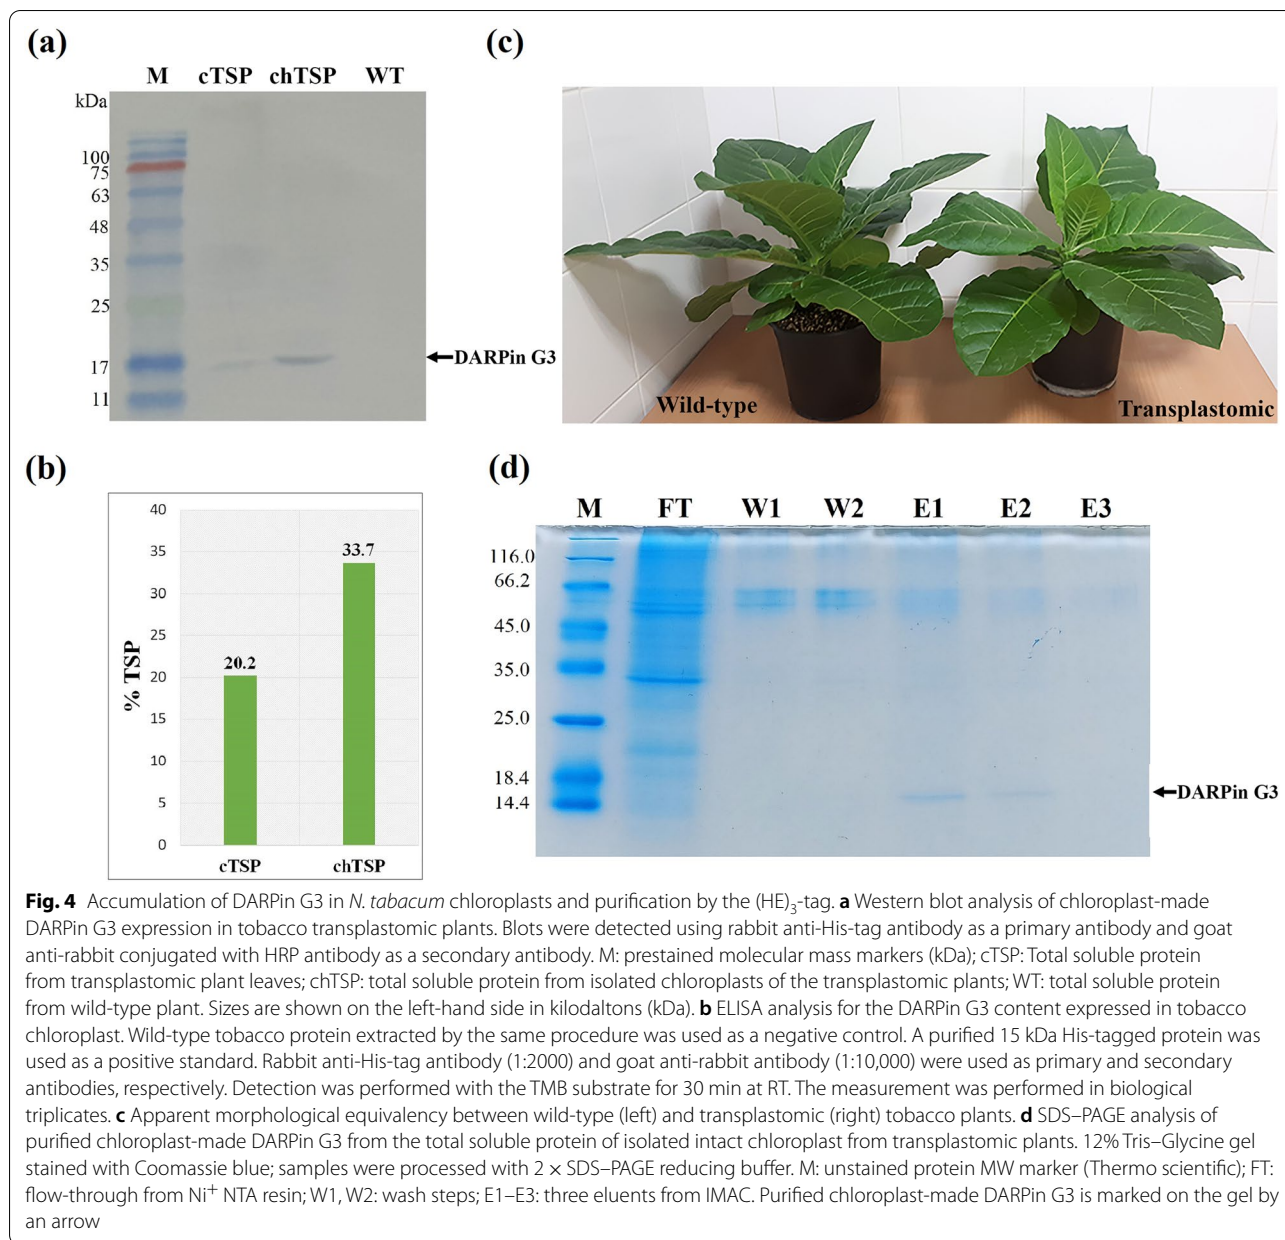 (a)
M cTSP chTSP WT
kDa
100
75
63
48
35
25
17
11
DARPin G3
(b)
% TSP
40
35
30
25
20
15
10
5
0
20.2
33.7
cTSP
chTSP
(c)
Wild-type
Transplastomic
(d)
M FT W1 W2 E1 E2 E3
116.0
66.2
45.0
35.0
25.0
18.4
14.4
DARPin G3
Fig. 4 Accumulation of DARPin G3 in N. tabacum chloroplasts and purification by the (HE)3-tag. a Western blot analysis of chloroplast-made
DARPin G3 expression in tobacco transplastomic plants. Blots were detected using rabbit anti-His-tag antibody as a primary antibody and goat
anti-rabbit conjugated with HRP antibody as a secondary antibody. M: prestained molecular mass markers (kDa); cTSP: Total soluble protein
from transplastomic plant leaves; chTSP: total soluble protein from isolated chloroplasts of the transplastomic plants; WT: total soluble protein
from wild-type plant. Sizes are shown on the left-hand side in kilodaltons (kDa). b ELISA analysis for the DARPin G3 content expressed in tobacco
chloroplast. Wild-type tobacco protein extracted by the same procedure was used as a negative control. A purified 15 kDa His-tagged protein was
used as a positive standard. Rabbit anti-His-tag antibody (1:2000) and goat anti-rabbit antibody (1:10,000) were used as primary and secondary
antibodies, respectively. Detection was performed with the TMB substrate for 30 min at RT. The measurement was performed in biological
triplicates. c Apparent morphological equivalency between wild-type (left) and transplastomic (right) tobacco plants. d SDS–PAGE analysis of
purified chloroplast-made DARPin G3 from the total soluble protein of isolated intact chloroplast from transplastomic plants. 12% Tris–Glycine gel
stained with Coomassie blue; samples were processed with 2 × SDS–PAGE reducing buffer. M: unstained protein MW marker (Thermo scientific); FT:
flow-through from Ni+ NTA resin; W1, W2: wash steps; E1–E3: three eluents from IMAC. Purified chloroplast-made DARPin G3 is marked on the gel by
an arrow